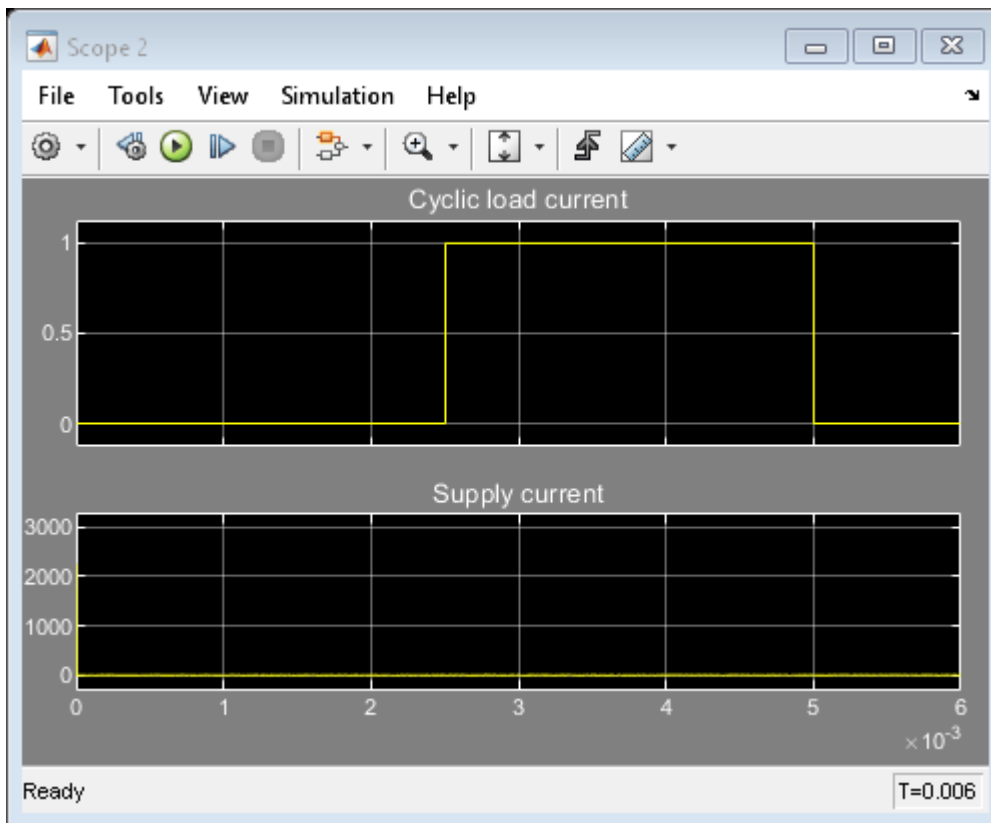 Scope 2
File Tools View Simulation Help
Cyclic load current
1
0.5
0
Supply current
3000
2000
1000
0
0 1 2 3 4 5 6
×10-3
Ready T=0.006